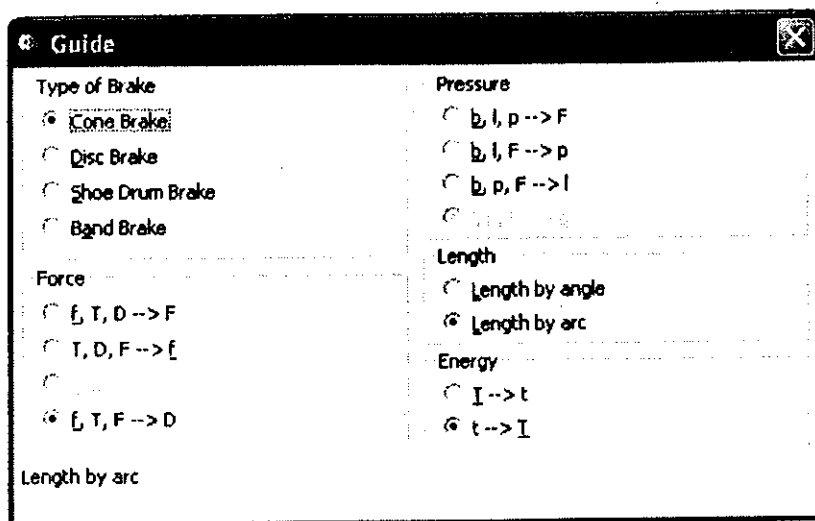 Guide
Type of Brake
Cone Brake
Disc Brake
Shoe Drum Brake
Band Brake
Force
f, T, D --> F
T, D, F --> f
f, T, F --> D
Pressure
b, l, p --> F
b, l, F --> p
b, p, F --> l
Length
Length by angle
Length by arc
Energy
T --> t
t --> T
Length by arc